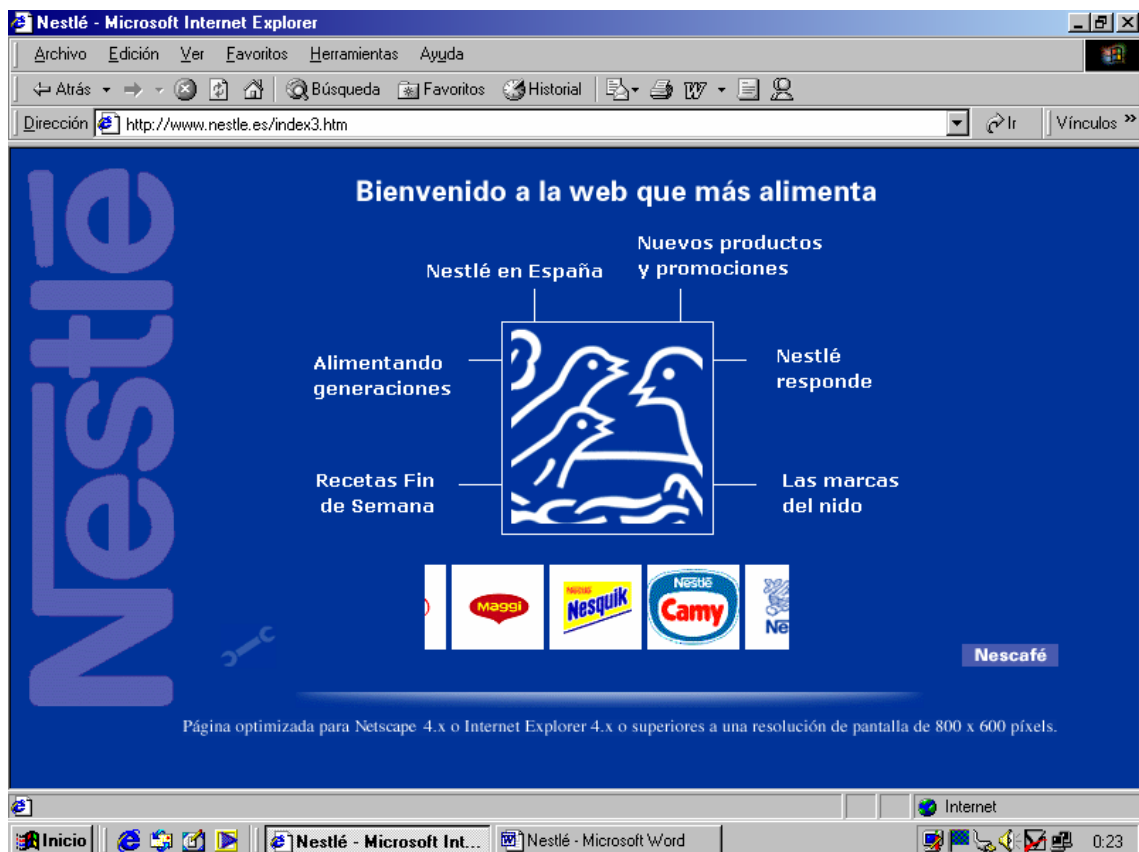 Nestlé - Microsoft Internet Explorer
Archivo Edición Ver Favoritos Herramientas Ayuda
Atrás Búsqueda Favoritos Historial
Dirección http://www.nestle.es/index3.htm Ir Vínculos »
Nestlé
Bienvenido a la web que más alimenta
Nestlé en España
Nuevos productos
y promociones
Alimentando
generaciones
Nestlé
responde
Recetas Fin
de Semana
Las marcas
del nido
Maggi
Nestlé
Nesquik
Nestlé
Camy
Ne
Nescafé
Página optimizada para Netscape 4.x o Internet Explorer 4.x o superiores a una resolución de pantalla de 800 x 600 píxels.
Internet
Inicio Nestlé - Microsoft Int... Nestlé - Microsoft Word 0:23